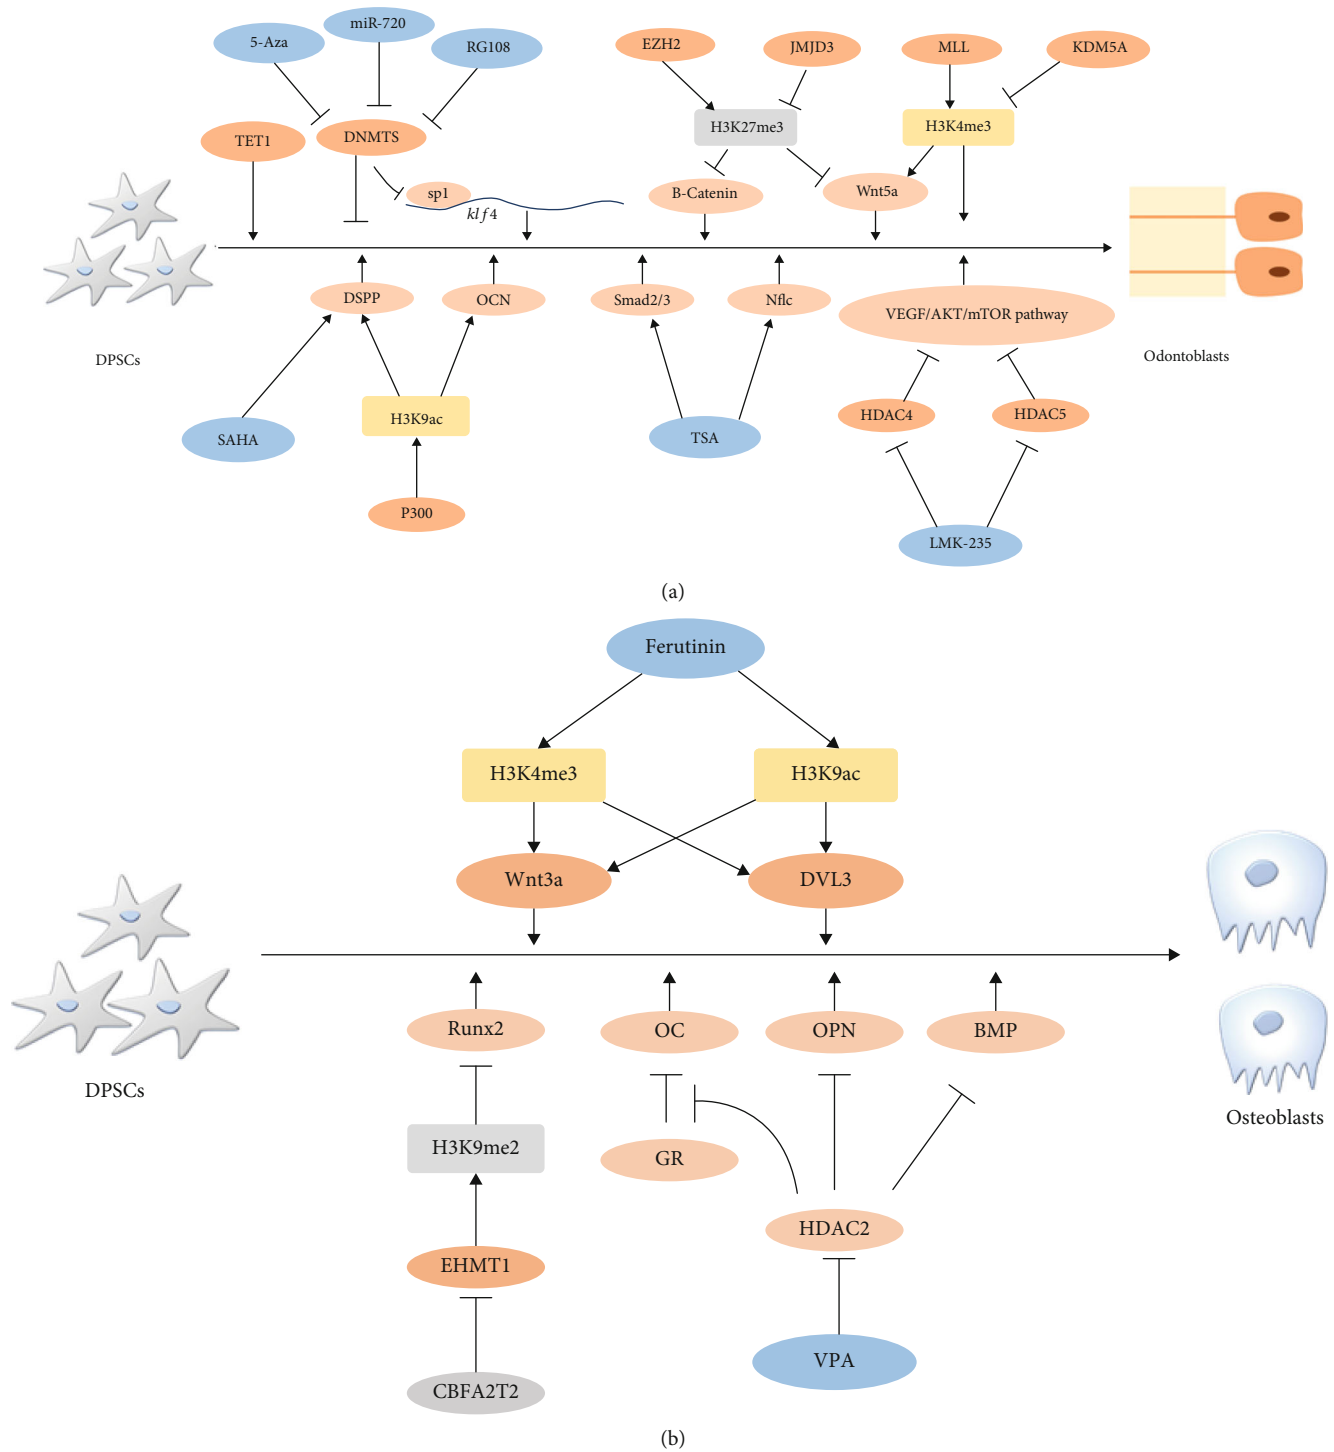 5-Aza
miR-720
RG108
EZH2
JMJD3
MLL
KDM5A
TET1
DNMTS
H3K27me3
H3K4me3
sp1
klf4
B-Catenin
Wnt5a
DPSCs
Odontoblasts
DSPP
OCN
Smad2/3
Nflc
VEGF/AKT/mTOR pathway
SAHA
H3K9ac
TSA
HDAC4
HDAC5
P300
LMK-235
(a)
Ferutinin
H3K4me3
H3K9ac
Wnt3a
DVL3
DPSCs
Osteoblasts
Runx2
OC
OPN
BMP
H3K9me2
GR
HDAC2
EHMT1
VPA
CBFA2T2
(b)